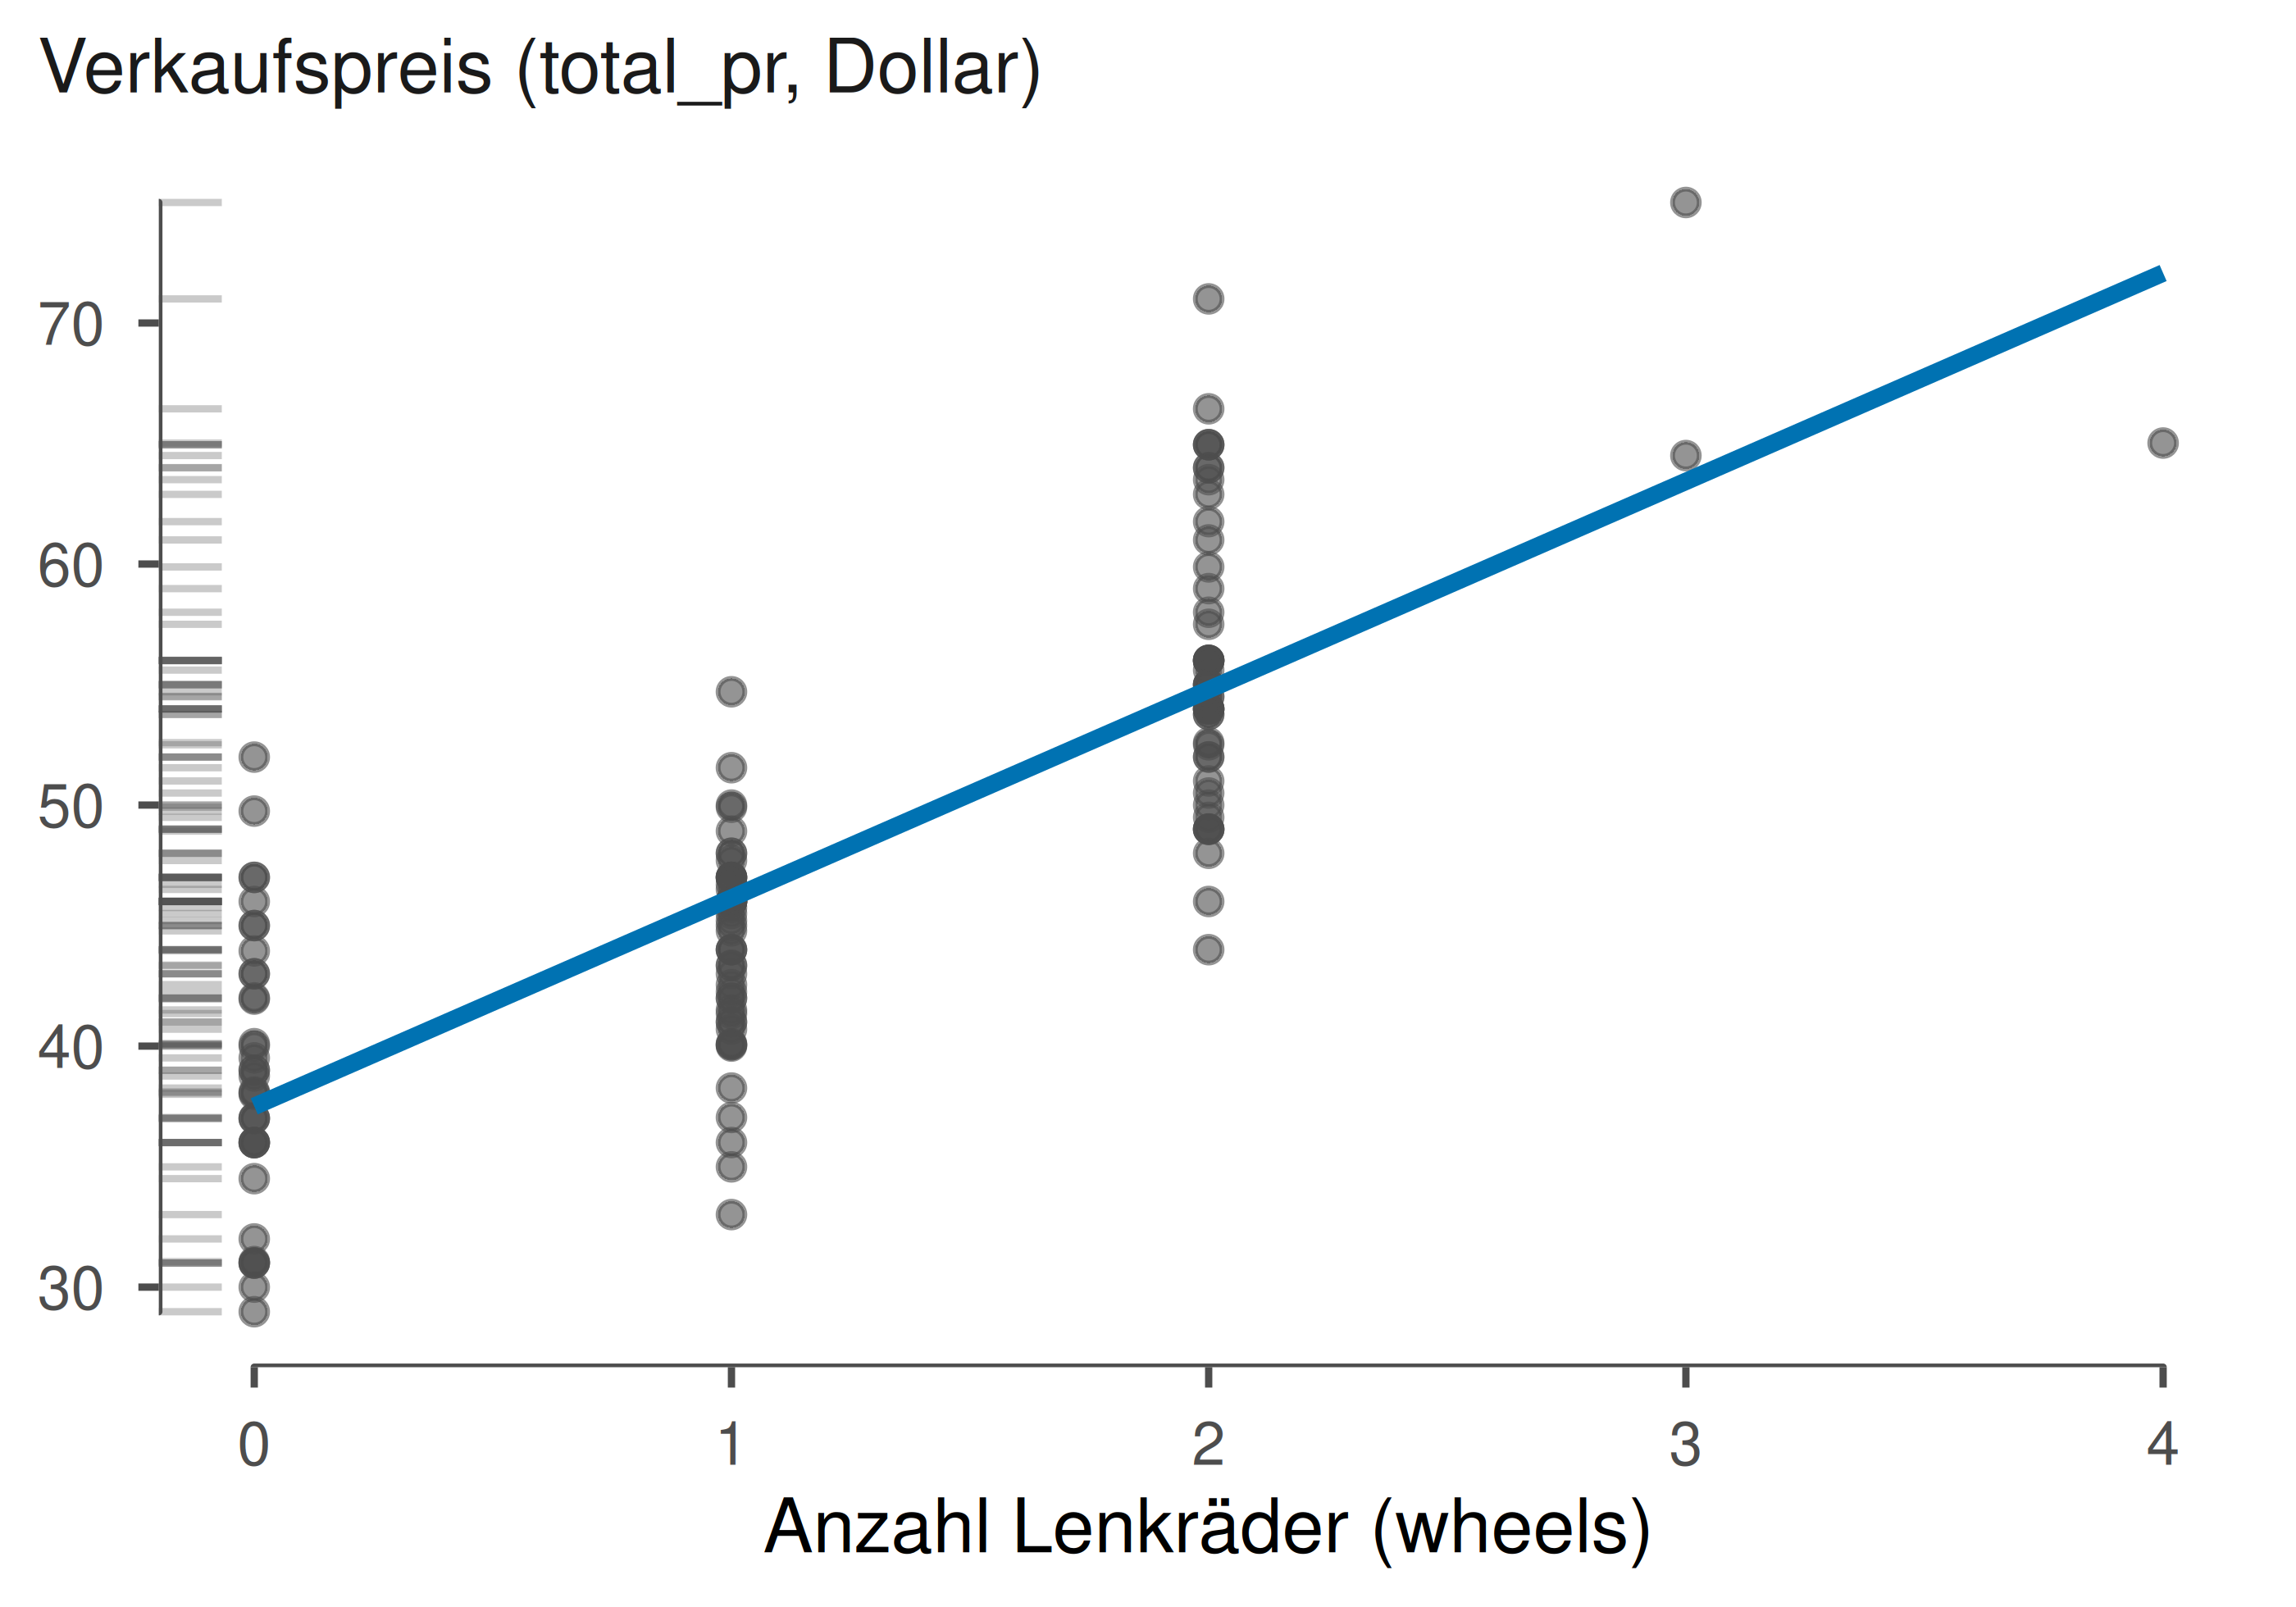 Verkaufspreis (total_pr, Dollar)
70
60
50
40
30
0 1 2 3 4
Anzahl Lenkräder (wheels)